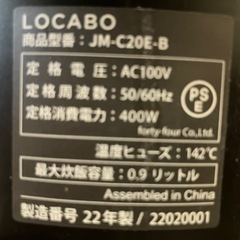 LOCABO
商品型番：JM-C20E-B
定格電圧：AC100V
定格周波数：50/60Hz
定格消費電力：400W
PSE
forty-four Co.,Ltd.
温度ヒューズ：142℃
最大炊飯容量：0.9 リットル
Assembled in China
製造番号 22年製 / 22020001